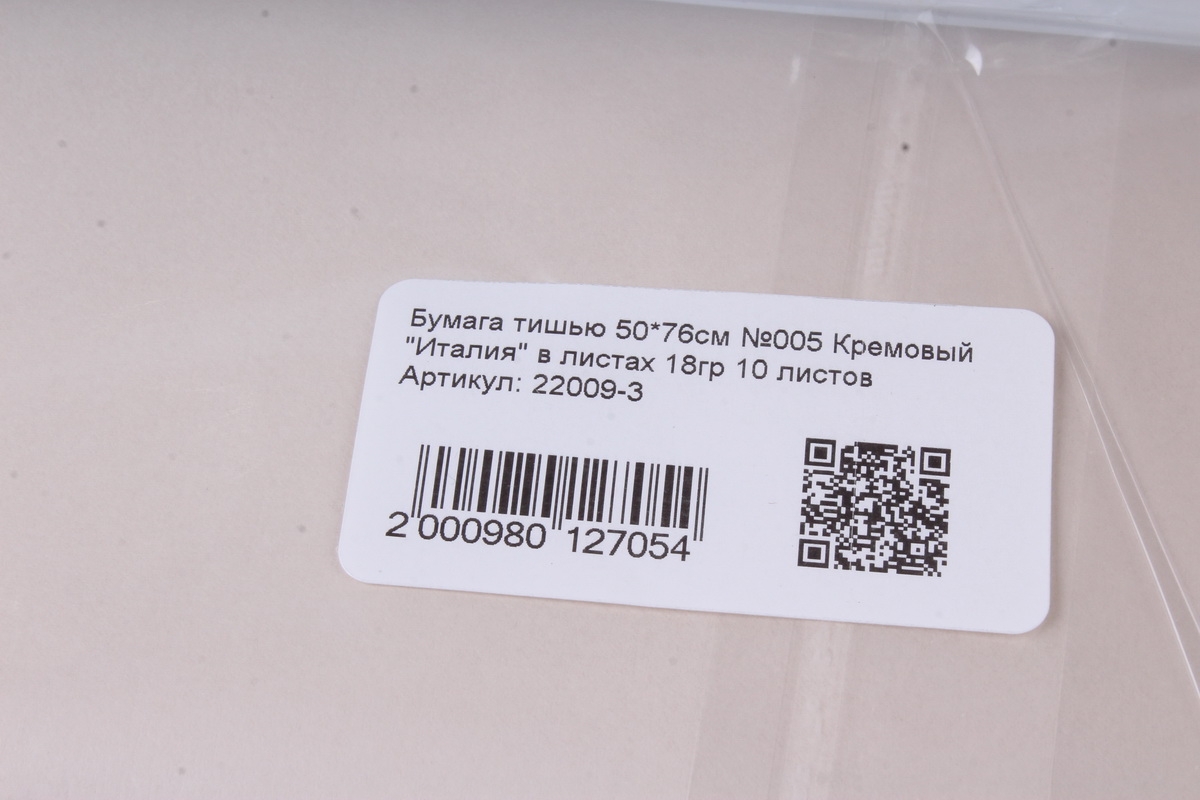 Бумага тишью 50*76см №005 Кремовый
"Италия" в листах 18гр 10 листов
Артикул: 22009-3
2 000980 127054